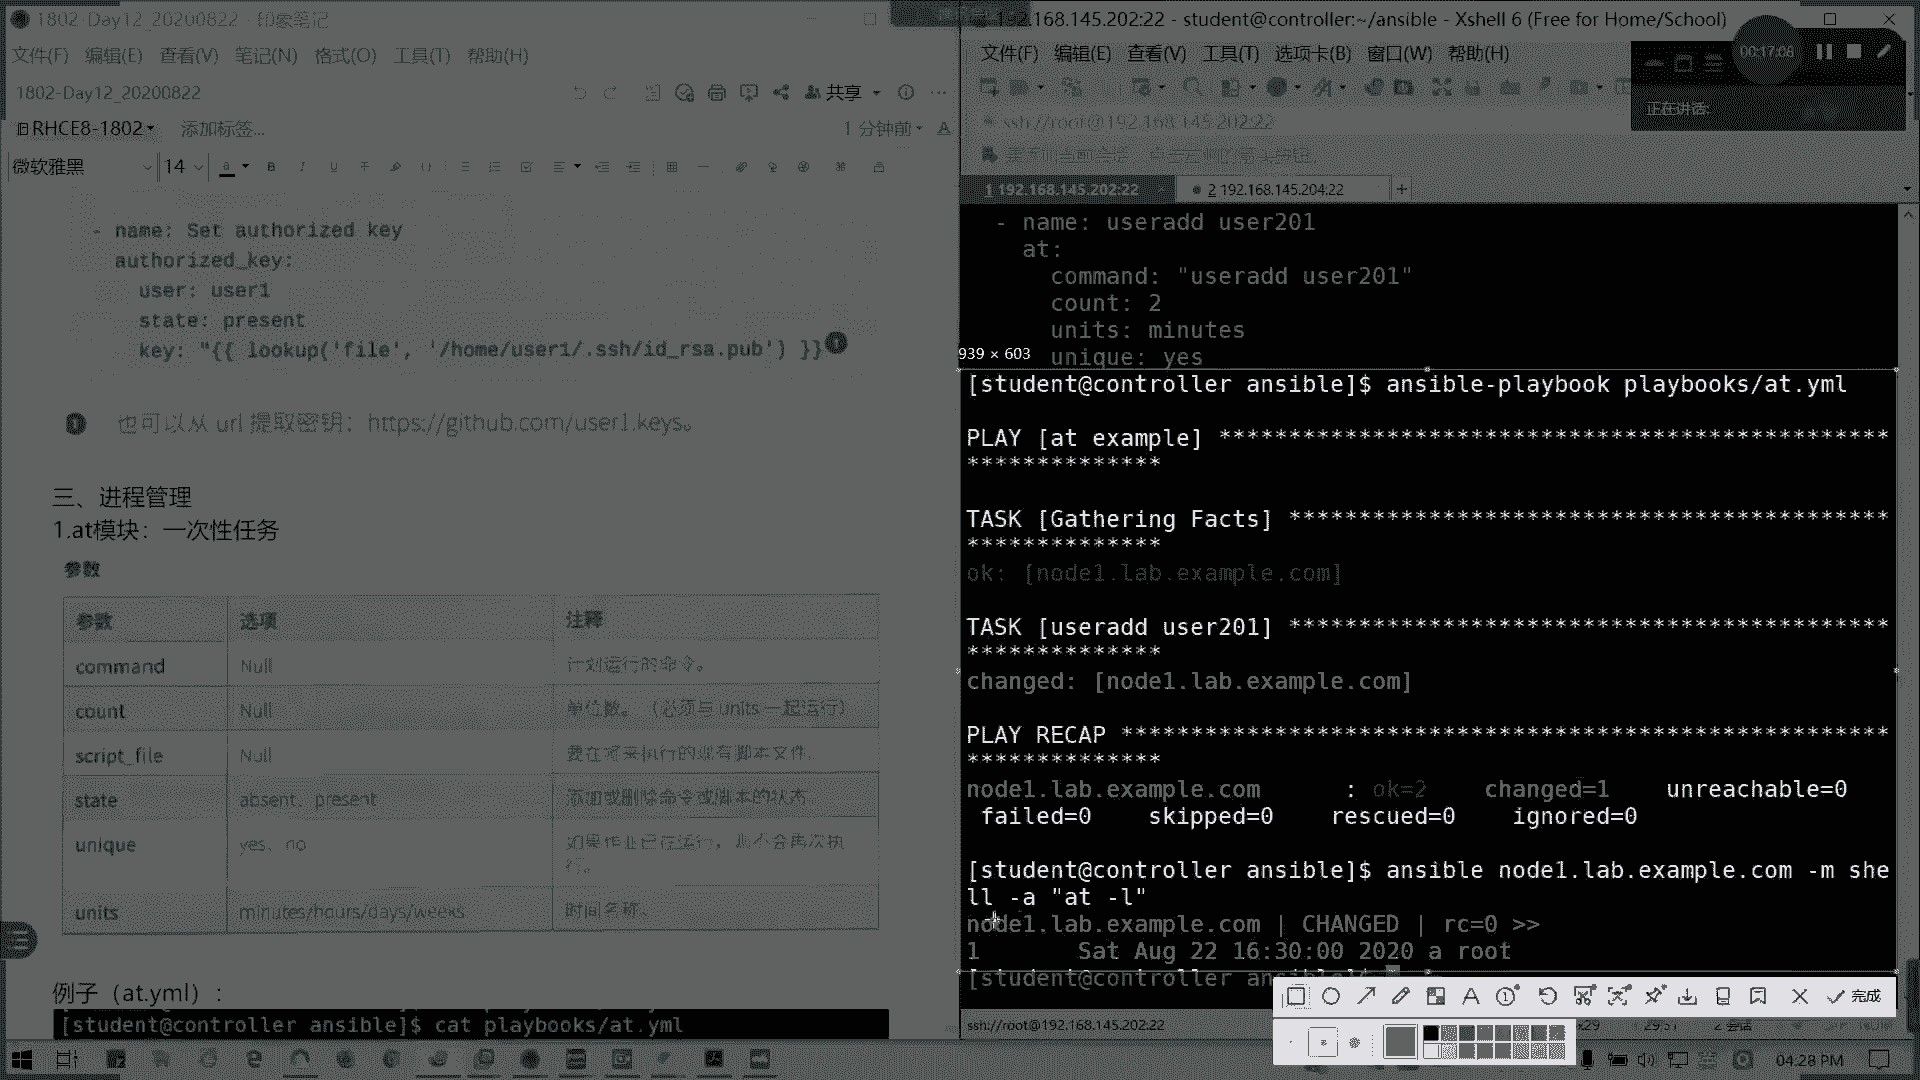 1802-Day12_20200822 - 印象笔记
文件(F) 编辑(E) 查看(V) 笔记(N) 格式(O) 工具(T) 帮助(H)
1802-Day12_20200822
共享
RHCE8-1802
添加标签...
1 分钟前
微软雅黑
14
- name: Set authorized key
authorized_key:
user: user1
state: present
key: "{{ lookup('file', '/home/user1/.ssh/id_rsa.pub') }}
也可以从 url 提取密钥：https://github.com/user1.keys。
三、进程管理
1.at模块：一次性任务
参数
参数 选项 注释
command Null 计划运行的命令。
count Null 单位数。（必须与 units 一起运行）
script_file Null 要在将来执行的现有脚本文件。
state absent、present 添加或删除命令或脚本的状态。
unique yes、no 如果作业已在运行，则不会再次执
行。
units minutes/hours/days/weeks 时间名称。
例子（at.yml）:
[student@controller ansible]$ cat playbooks/at.yml
192.168.145.202:22 - student@controller:~/ansible - Xshell 6 (Free for Home/School)
文件(F) 编辑(E) 查看(V) 工具(T) 选项卡(B) 窗口(W) 帮助(H)
00:17:08
正在讲话:
ssh://root@192.168.145.202:22
1 192.168.145.202:22
2 192.168.145.204:22
- name: useradd user201
at:
command: "useradd user201"
count: 2
units: minutes
unique: yes
939 × 603
[student@controller ansible]$ ansible-playbook playbooks/at.yml
PLAY [at example] ************************************************
**************
TASK [Gathering Facts] *******************************************
**************
ok: [node1.lab.example.com]
TASK [useradd user201] *******************************************
**************
changed: [node1.lab.example.com]
PLAY RECAP *******************************************************
**************
node1.lab.example.com : ok=2 changed=1 unreachable=0
failed=0 skipped=0 rescued=0 ignored=0
[student@controller ansible]$ ansible node1.lab.example.com -m she
ll -a "at -l"
node1.lab.example.com | CHANGED | rc=0 >>
1 Sat Aug 22 16:30:00 2020 a root
[student@controller ansible]$
完成
ssh://root@192.168.145.202:22
04:28 PM